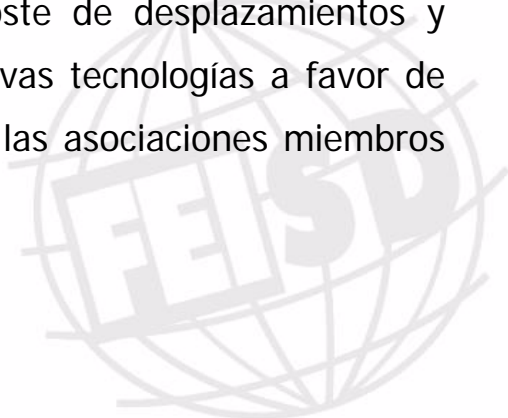 oste de desplazamientos y
vas tecnologías a favor de
las asociaciones miembros
FEISD